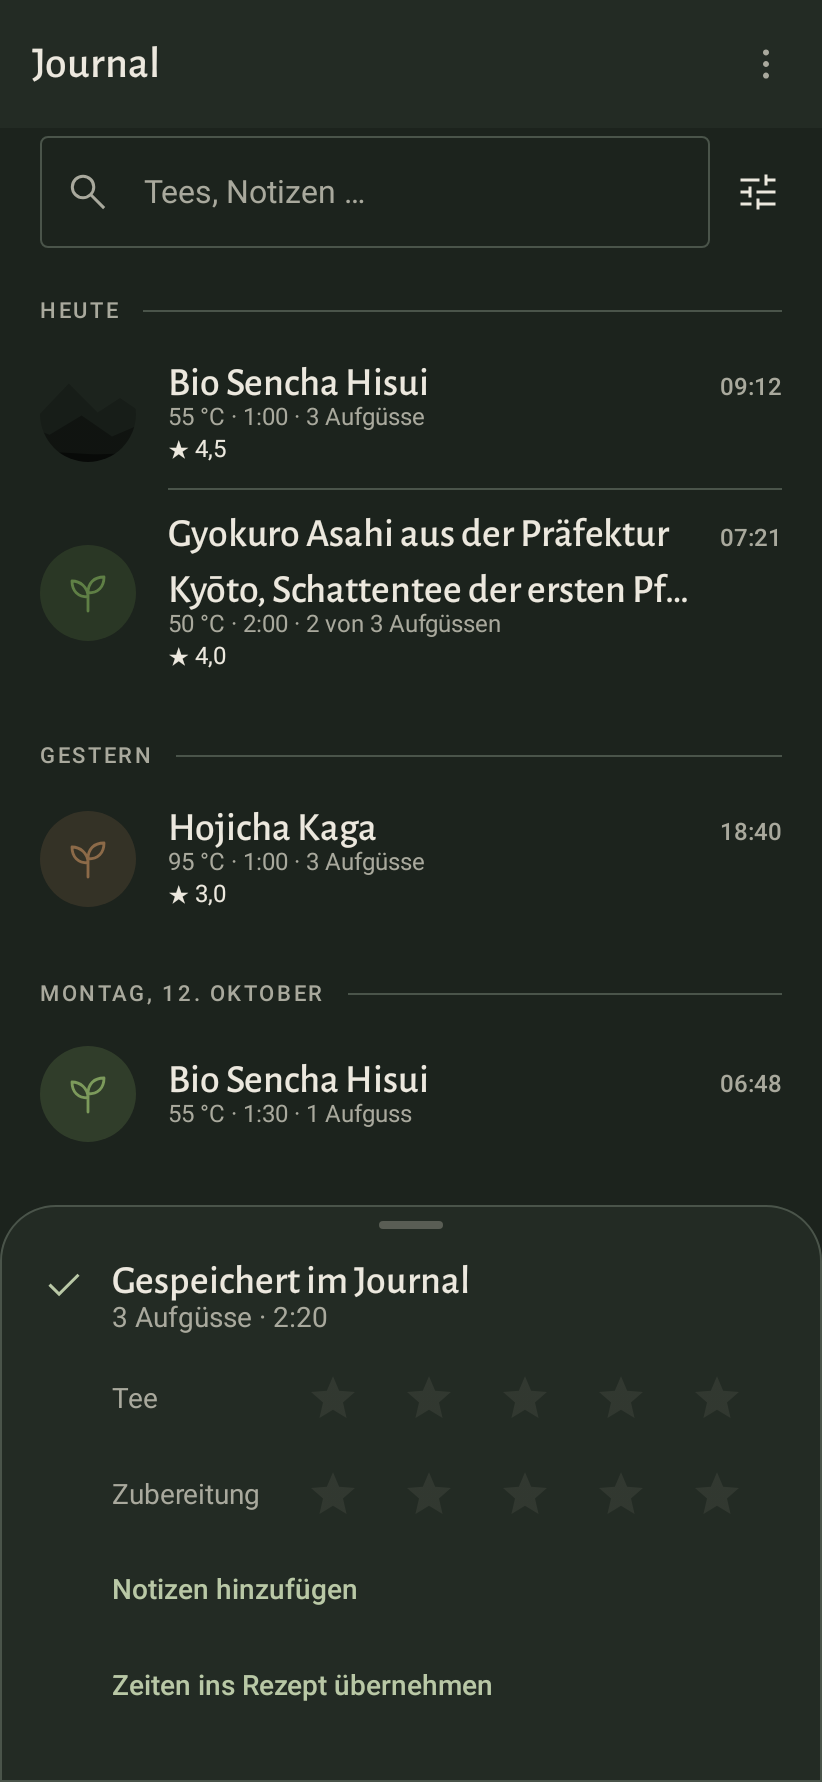 Journal
Tees, Notizen …
HEUTE
Bio Sencha Hisui
09:12
55 °C · 1:00 · 3 Aufgüsse
★ 4,5
Gyokuro Asahi aus der Präfektur
07:21
Kyōto, Schattentee der ersten Pf…
50 °C · 2:00 · 2 von 3 Aufgüssen
★ 4,0
GESTERN
Hojicha Kaga
18:40
95 °C · 1:00 · 3 Aufgüsse
★ 3,0
MONTAG, 12. OKTOBER
Bio Sencha Hisui
06:48
55 °C · 1:30 · 1 Aufguss
Gespeichert im Journal
3 Aufgüsse · 2:20
Tee
Zubereitung
Notizen hinzufügen
Zeiten ins Rezept übernehmen